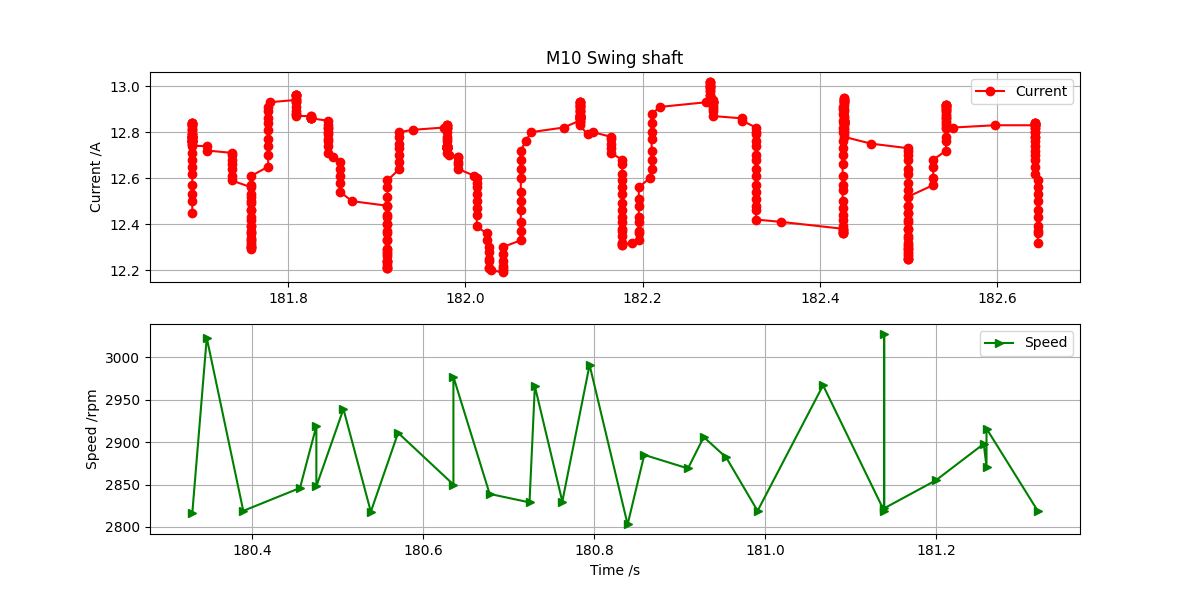 M10 Swing shaft
13.0
12.8
12.6
12.4
12.2
Current /A
Current
181.8 182.0 182.2 182.4 182.6
3000
2950
2900
2850
2800
Speed /rpm
Speed
180.4 180.6 180.8 181.0 181.2
Time /s